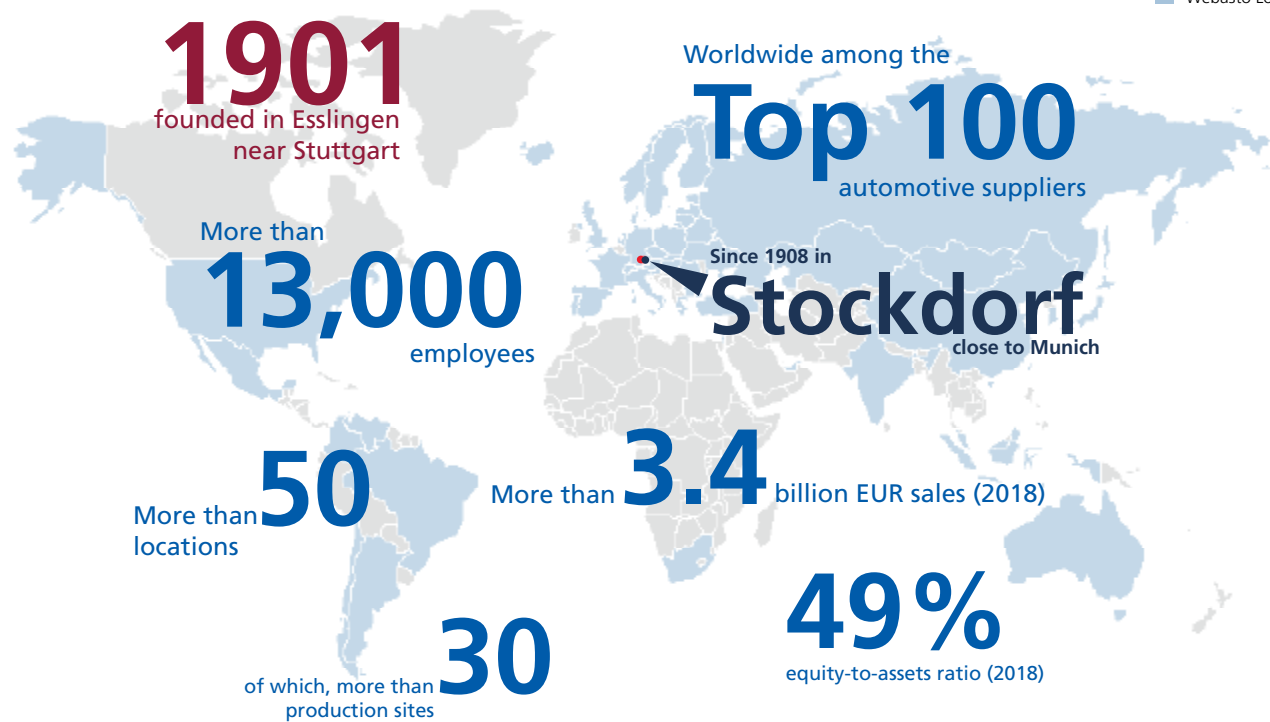 1901
founded in Esslingen
near Stuttgart
Worldwide among the
Top 100
automotive suppliers
More than
13,000
employees
Since 1908 in
Stockdorf
close to Munich
More than 50
locations
More than 3.4 billion EUR sales (2018)
of which, more than 30
production sites
49%
equity-to-assets ratio (2018)